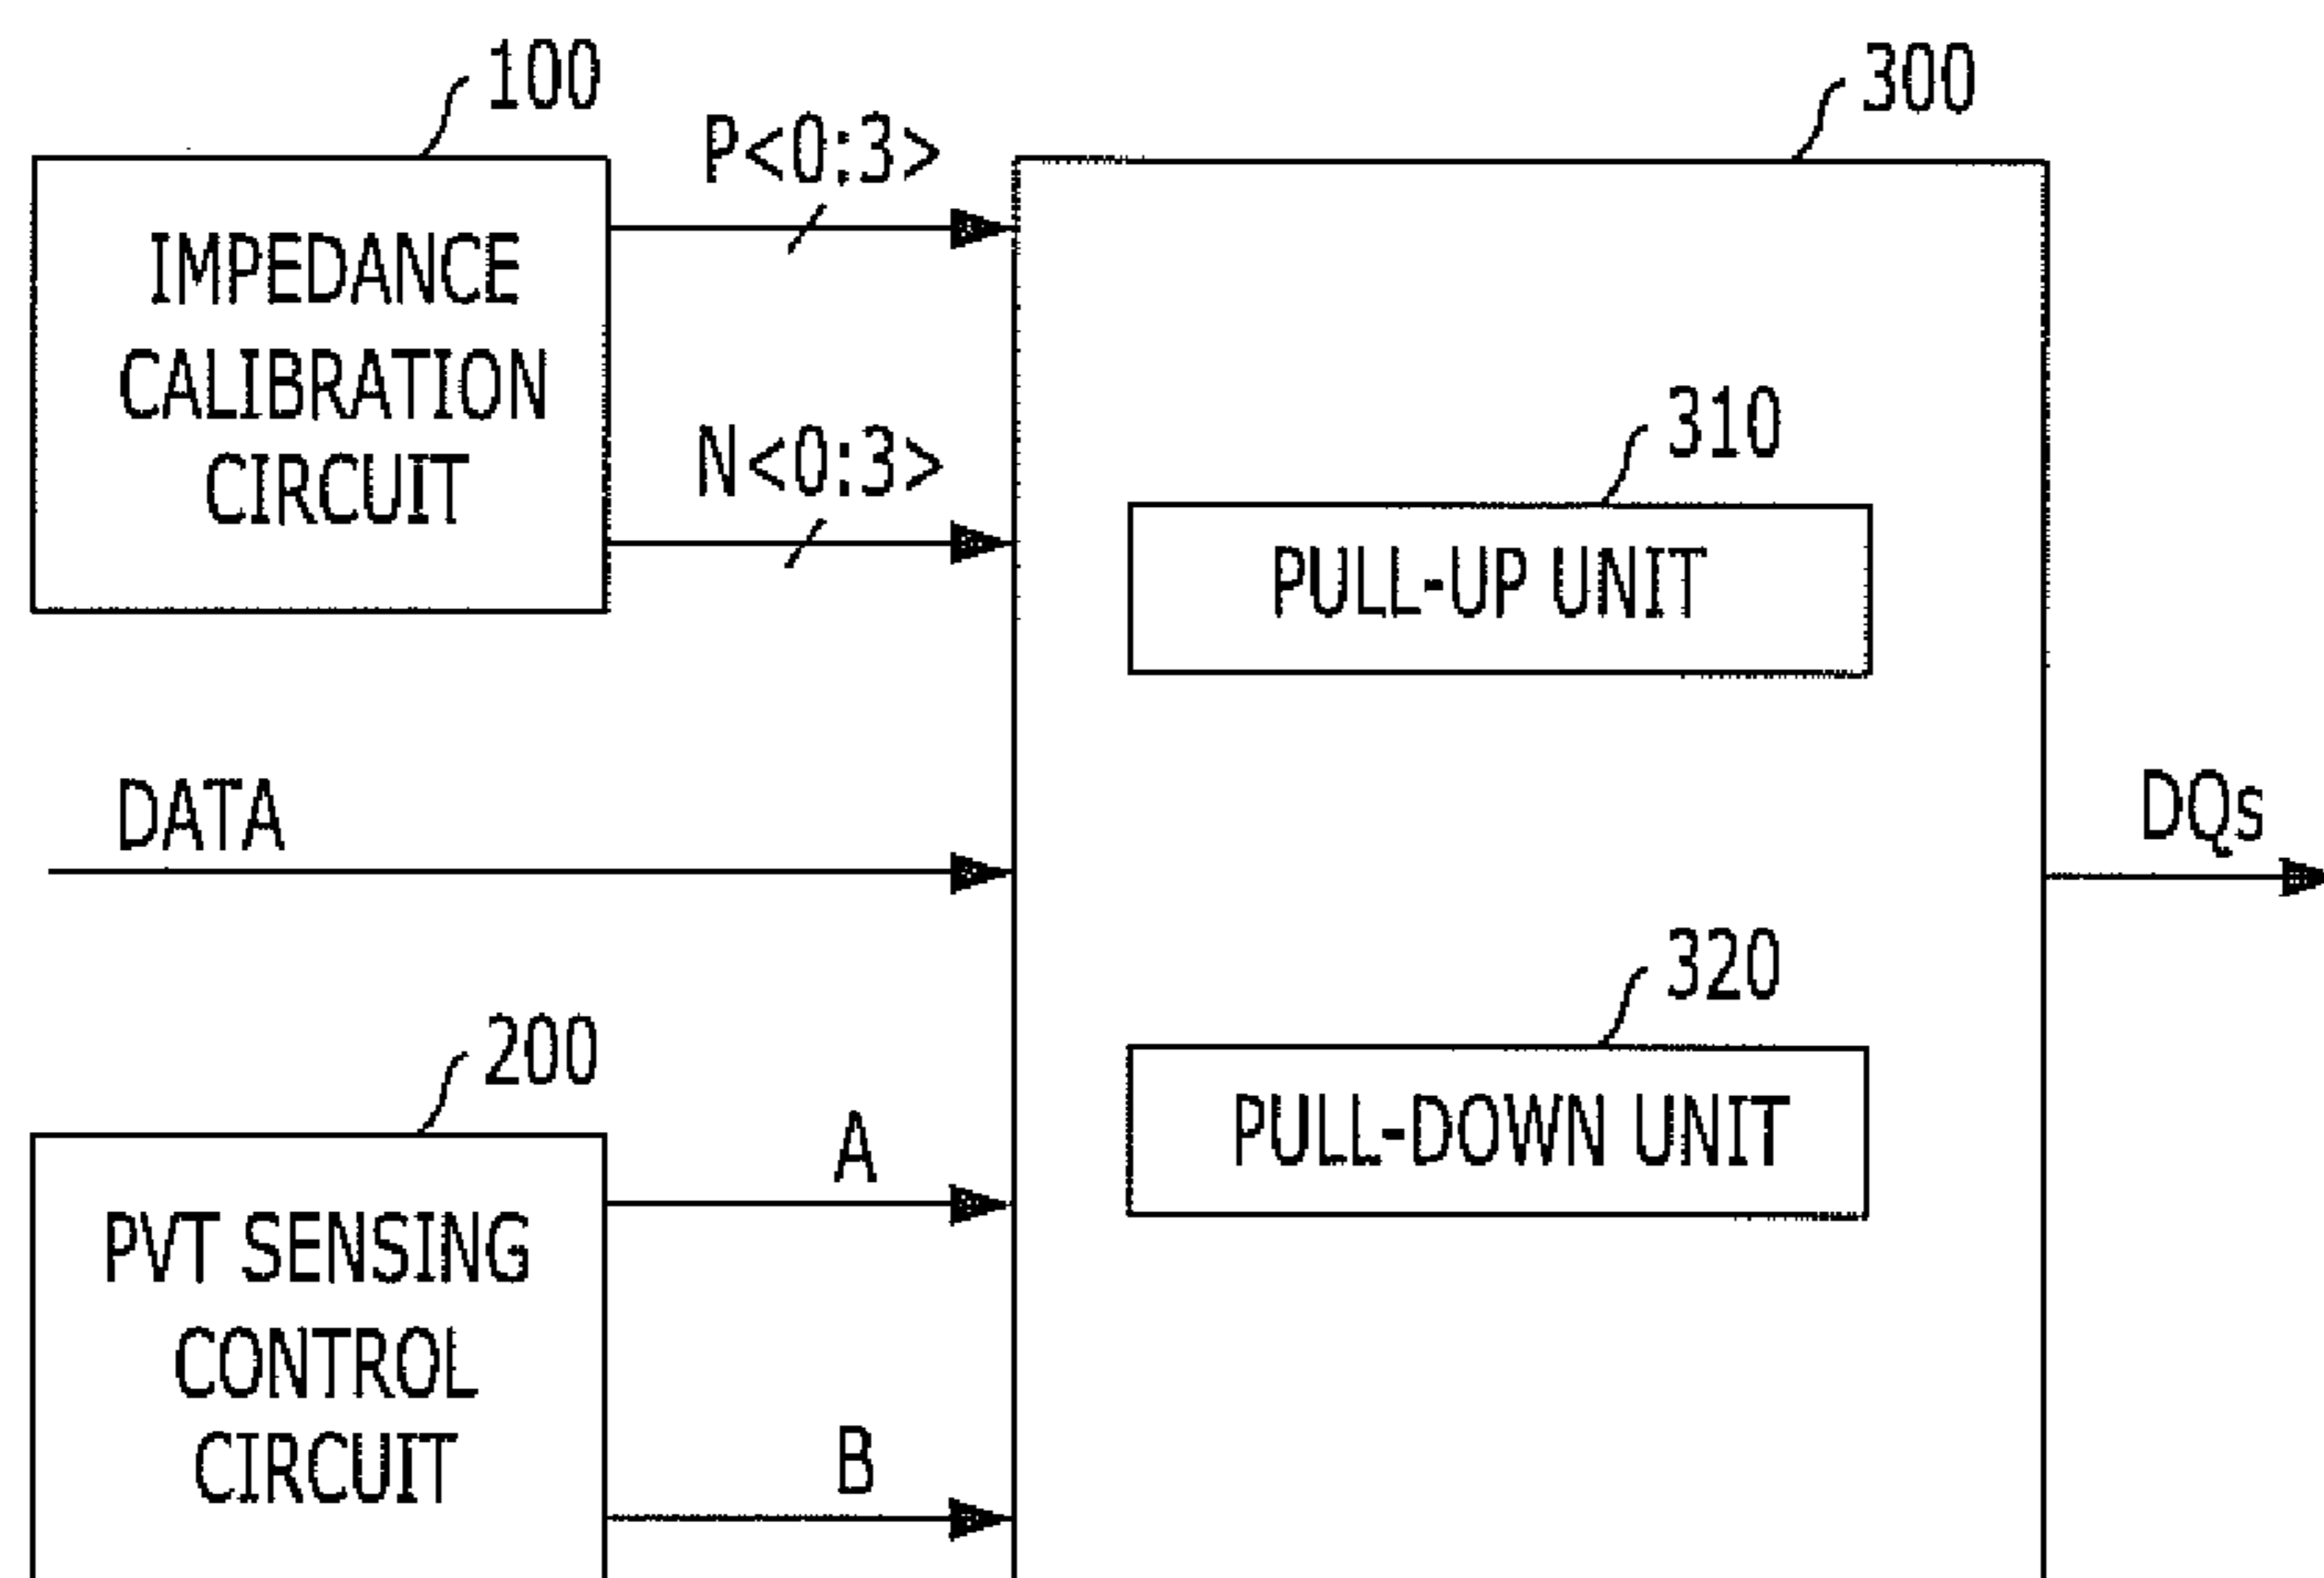 100
300
P<0:3>
IMPEDANCE
CALIBRATION
CIRCUIT
N<0:3>
310
PULL-UP UNIT
DATA
DQs
320
200
PULL-DOWN UNIT
A
PVT SENSING
CONTROL
CIRCUIT
B